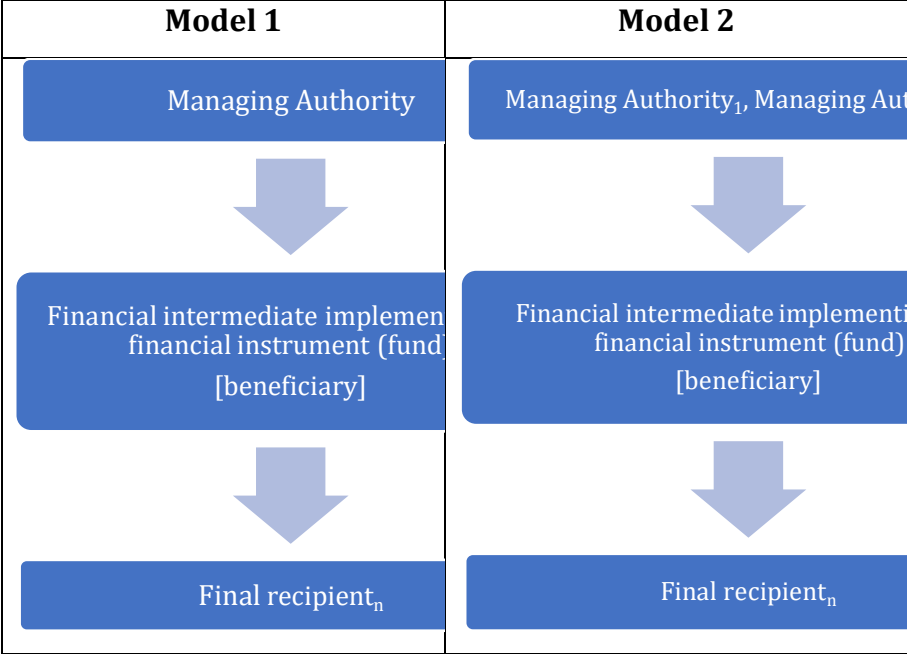 Model 1
Managing Authority
Financial intermediate implemen
financial instrument (fund)
[beneficiary]
Final recipientₙ
Model 2
Managing Authority₁, Managing Aut
Financial intermediate implementi
financial instrument (fund)
[beneficiary]
Final recipientₙ